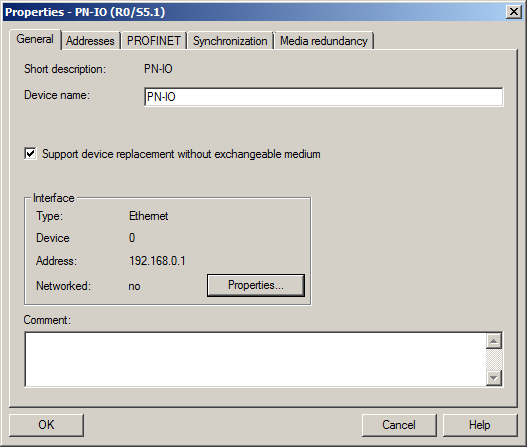 Properties - PN-IO (R0/S5.1)
General Addresses PROFINET Synchronization Media redundancy
Short description: PN-IO
Device name: PN-IO
Support device replacement without exchangeable medium
Interface
Type: Ethernet
Device 0
Address: 192.168.0.1
Networked: no Properties...
Comment:
OK Cancel Help